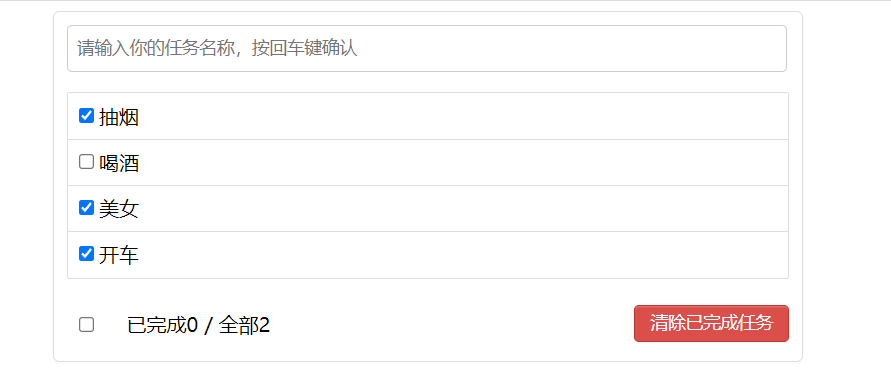 请输入你的任务名称，按回车键确认
抽烟
喝酒
美女
开车
已完成0 / 全部2
清除已完成任务